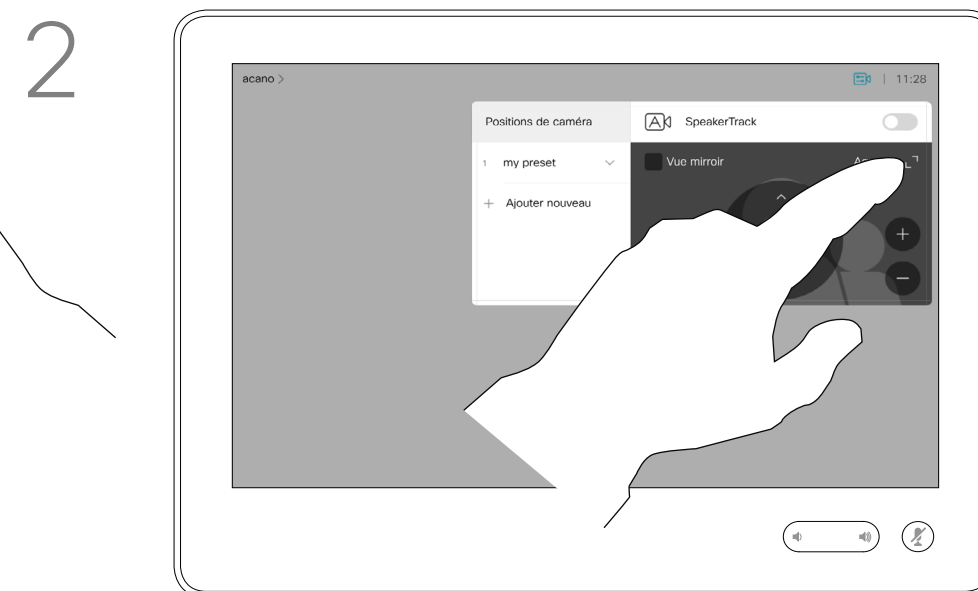 2
acano >
11:28
Positions de caméra
SpeakerTrack
1 my preset
Vue mirroir
+ Ajouter nouveau